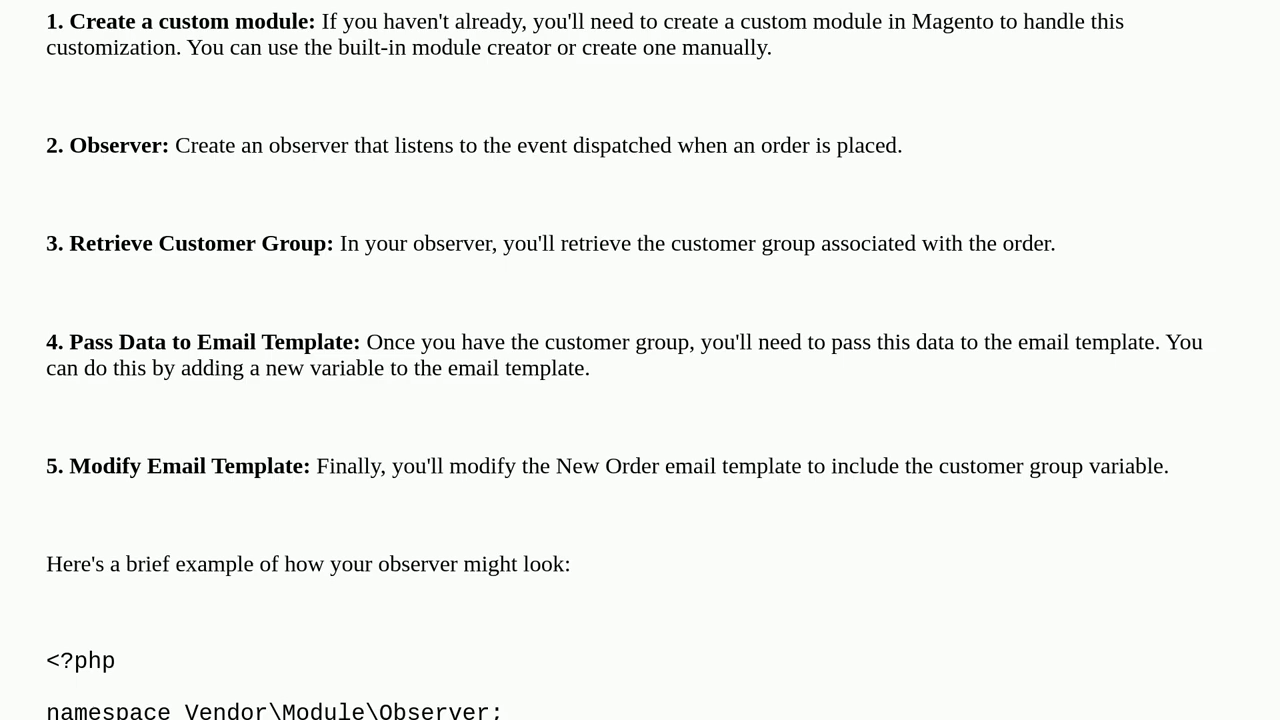 1. Create a custom module: If you haven't already, you'll need to create a custom module in Magento to handle this
customization. You can use the built-in module creator or create one manually.
2. Observer: Create an observer that listens to the event dispatched when an order is placed.
3. Retrieve Customer Group: In your observer, you'll retrieve the customer group associated with the order.
4. Pass Data to Email Template: Once you have the customer group, you'll need to pass this data to the email template. You
can do this by adding a new variable to the email template.
5. Modify Email Template: Finally, you'll modify the New Order email template to include the customer group variable.
Here's a brief example of how your observer might look:
<?php
namespace Vendor\Module\Observer;